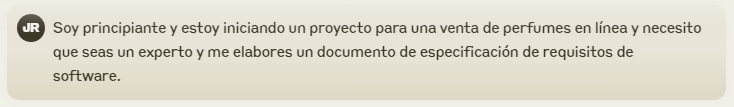 JR
Soy principiante y estoy iniciando un proyecto para una venta de perfumes en línea y necesito
que seas un experto y me elabores un documento de especificación de requisitos de
software.